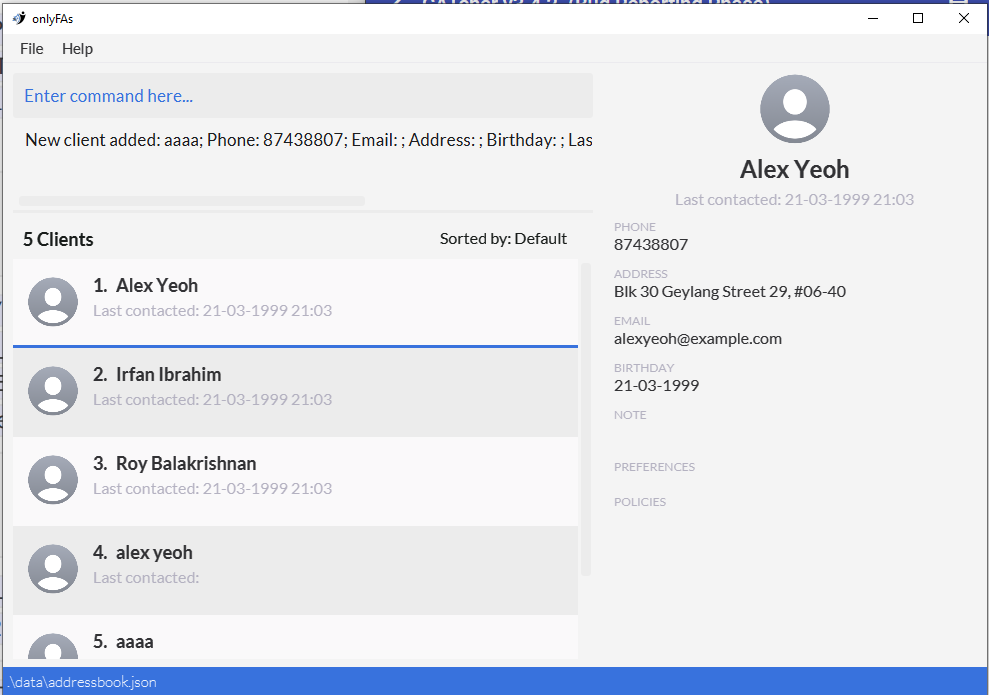 onlyFAs
File Help
Enter command here...
New client added: aaaa; Phone: 87438807; Email: ; Address: ; Birthday: ; Las
5 Clients
Sorted by: Default
1. Alex Yeoh
Last contacted: 21-03-1999 21:03
2. Irfan Ibrahim
Last contacted: 21-03-1999 21:03
3. Roy Balakrishnan
Last contacted: 21-03-1999 21:03
4. alex yeoh
Last contacted:
5. aaaa
Alex Yeoh
Last contacted: 21-03-1999 21:03
PHONE
87438807
ADDRESS
Blk 30 Geylang Street 29, #06-40
EMAIL
alexyeoh@example.com
BIRTHDAY
21-03-1999
NOTE
PREFERENCES
POLICIES
.\data\addressbook.json